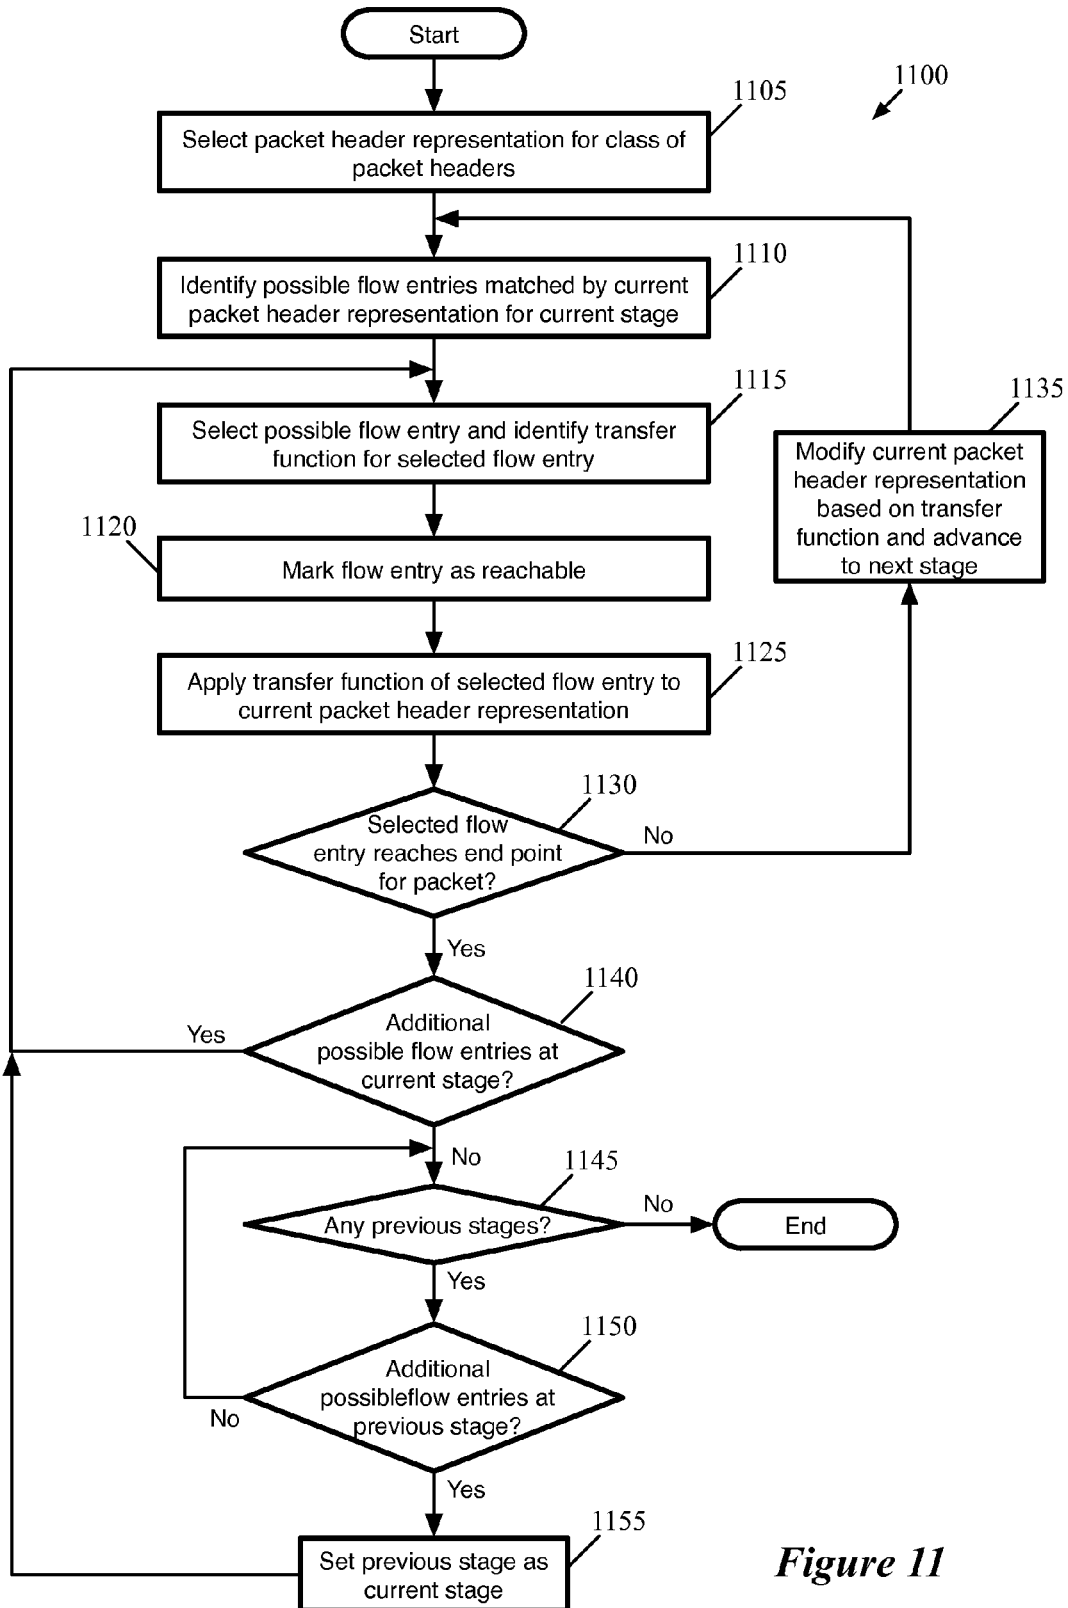 Start
1100
1105
Select packet header representation for class of
packet headers
1110
Identify possible flow entries matched by current
packet header representation for current stage
1115
Select possible flow entry and identify transfer
function for selected flow entry
1135
Modify current packet
header representation
based on transfer
function and advance
to next stage
1120
Mark flow entry as reachable
1125
Apply transfer function of selected flow entry to
current packet header representation
1130
Selected flow
entry reaches end point
for packet?
No
Yes
1140
Additional
possible flow entries at
current stage?
Yes
No
1145
Any previous stages?
No
End
Yes
1150
Additional
possibleflow entries at
previous stage?
No
Yes
1155
Set previous stage as
current stage
Figure 11